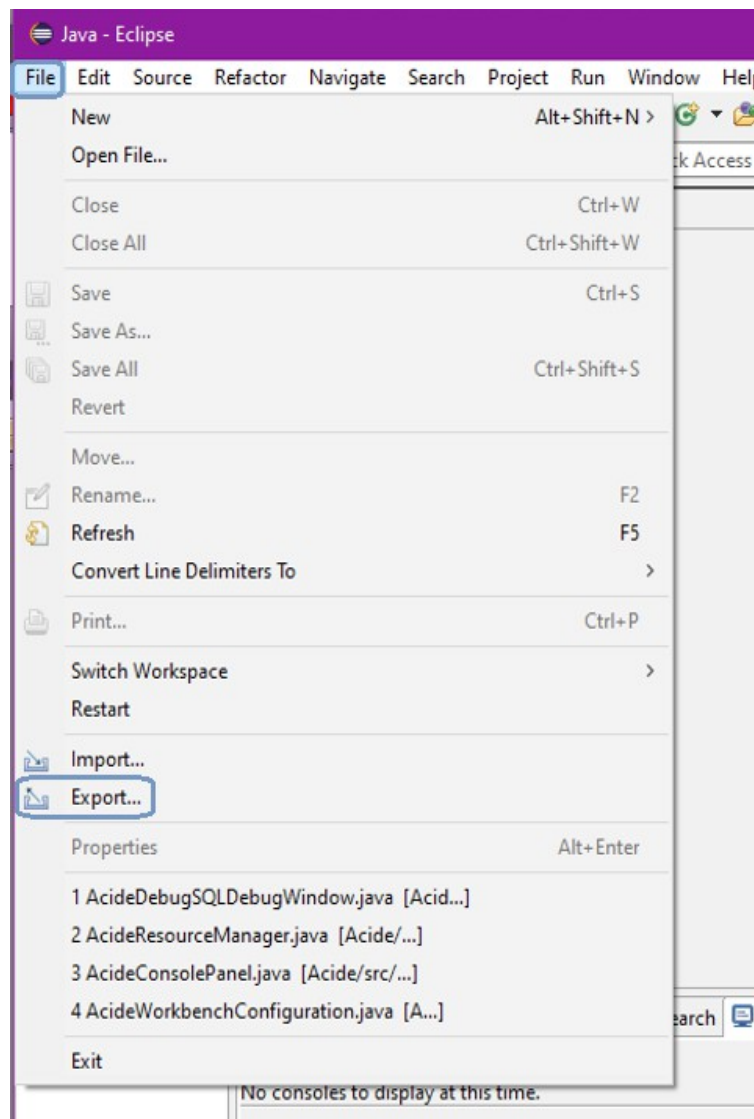 Java - Eclipse
File Edit Source Refactor Navigate Search Project Run Window Hel
New Alt+Shift+N >
Open File...
k Access
Close Ctrl+W
Close All Ctrl+Shift+W
Save Ctrl+S
Save As...
Save All Ctrl+Shift+S
Revert
Move...
Rename... F2
Refresh F5
Convert Line Delimiters To >
Print... Ctrl+P
Switch Workspace >
Restart
Import...
Export...
Properties Alt+Enter
1 AcideDebugSQLDebugWindow.java [Acid...]
2 AcideResourceManager.java [Acide/...]
3 AcideConsolePanel.java [Acide/src/...]
4 AcideWorkbenchConfiguration.java [A...]
earch
Exit
No consoles to display at this time.